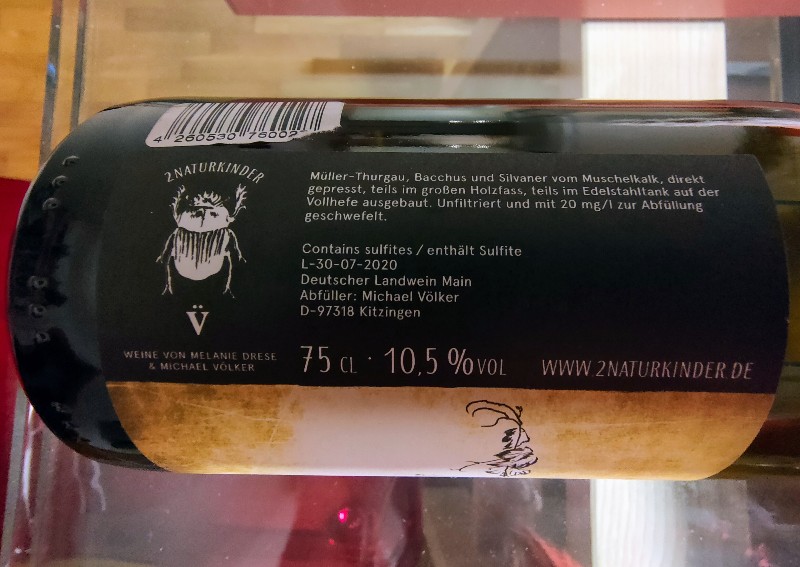 4 260530 76002
2NATURKINDER
V̈
WEINE VON MELANIE DRESE
& MICHAEL VÖLKER
Müller-Thurgau, Bacchus und Silvaner vom Muschelkalk, direkt
gepresst, teils im großen Holzfass, teils im Edelstahltank auf der
Vollhefe ausgebaut. Unfiltriert und mit 20 mg/l zur Abfüllung
geschwefelt.
Contains sulfites / enthält Sulfite
L-30-07-2020
Deutscher Landwein Main
Abfüller: Michael Völker
D-97318 Kitzingen
75 CL · 10,5 %VOL
WWW.2NATURKINDER.DE